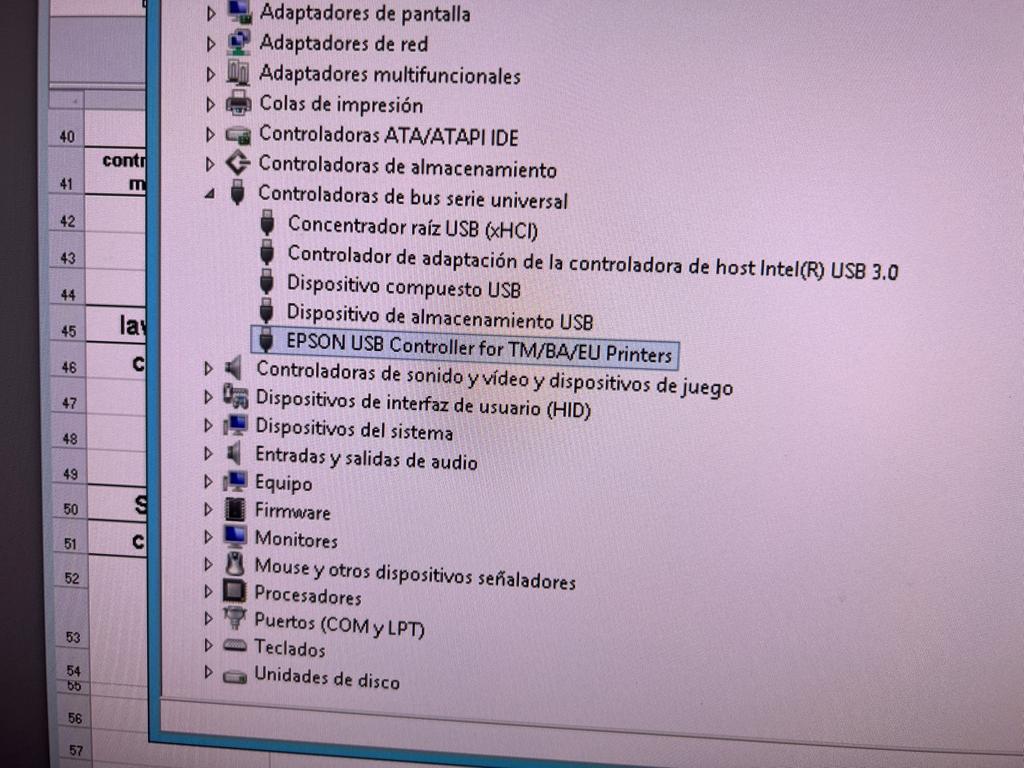 Adaptadores de pantalla
Adaptadores de red
Adaptadores multifuncionales
Colas de impresión
Controladoras ATA/ATAPI IDE
Controladoras de almacenamiento
Controladoras de bus serie universal
Concentrador raíz USB (xHCI)
Controlador de adaptación de la controladora de host Intel(R) USB 3.0
Dispositivo compuesto USB
Dispositivo de almacenamiento USB
EPSON USB Controller for TM/BA/EU Printers
Controladoras de sonido y vídeo y dispositivos de juego
Dispositivos de interfaz de usuario (HID)
Dispositivos del sistema
Entradas y salidas de audio
Equipo
Firmware
Monitores
Mouse y otros dispositivos señaladores
Procesadores
Puertos (COM y LPT)
Teclados
Unidades de disco
40
contr
41
m
42
43
44
45
46
c
47
48
49
50
S
51
c
52
53
54
55
56
57